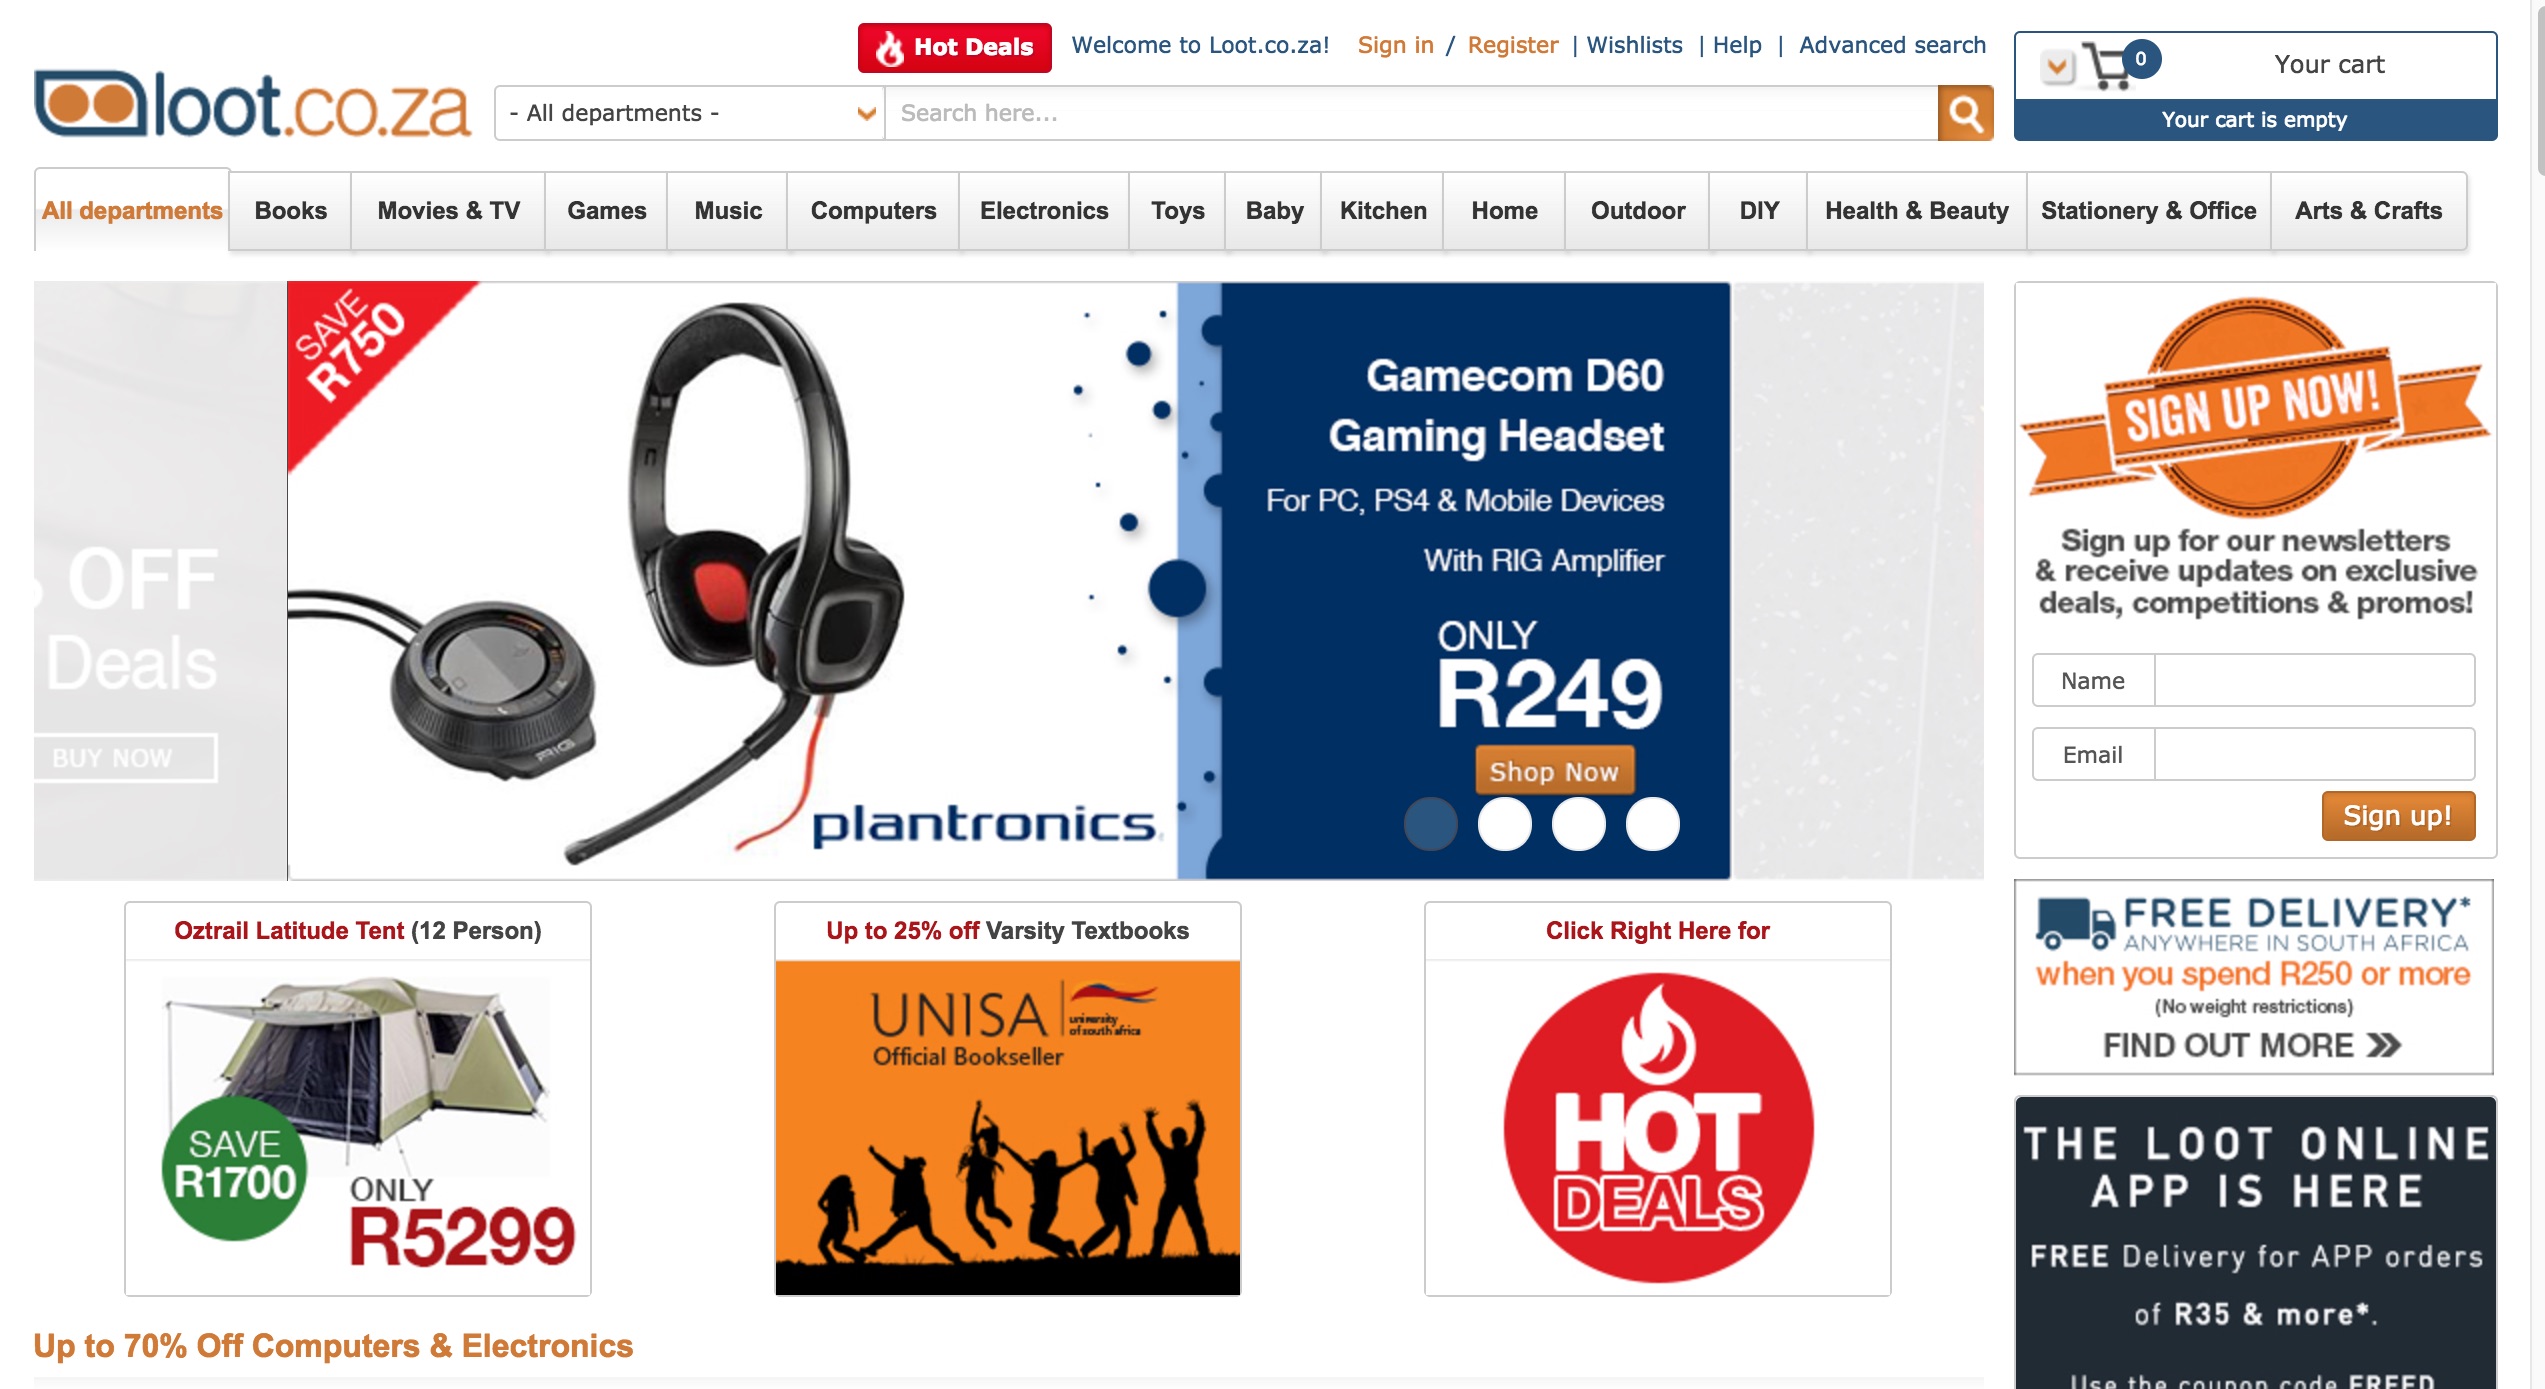 Hot Deals
Welcome to Loot.co.za! Sign in / Register | Wishlists | Help | Advanced search
0
Your cart
Your cart is empty
loot.co.za
- All departments -
Search here...
All departments
Books
Movies & TV
Games
Music
Computers
Electronics
Toys
Baby
Kitchen
Home
Outdoor
DIY
Health & Beauty
Stationery & Office
Arts & Crafts
OFF
Deals
BUY NOW
SAVE
R750
RIG
plantronics
Gamecom D60
Gaming Headset
For PC, PS4 & Mobile Devices
With RIG Amplifier
ONLY
R249
Shop Now
SIGN UP NOW!
Sign up for our newsletters
& receive updates on exclusive
deals, competitions & promos!
Name
Email
Sign up!
Oztrail Latitude Tent (12 Person)
SAVE
R1700
ONLY
R5299
Up to 25% off Varsity Textbooks
UNISA
university
of south africa
Official Bookseller
Click Right Here for
HOT
DEALS
FREE DELIVERY*
ANYWHERE IN SOUTH AFRICA
when you spend R250 or more
(No weight restrictions)
FIND OUT MORE
THE LOOT ONLINE
APP IS HERE
FREE Delivery for APP orders
of R35 & more*.
Use the coupon code FREED
Up to 70% Off Computers & Electronics